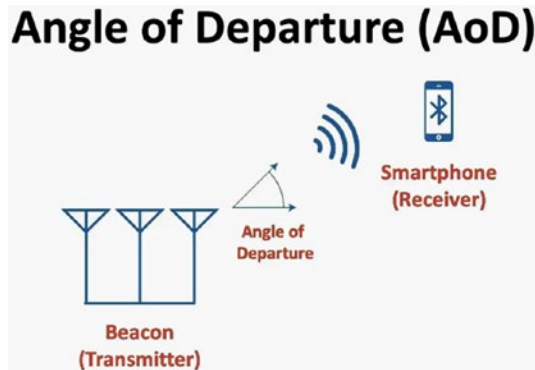 Angle of Departure (AoD)
Smartphone
(Receiver)
Angle of
Departure
Beacon
(Transmitter)